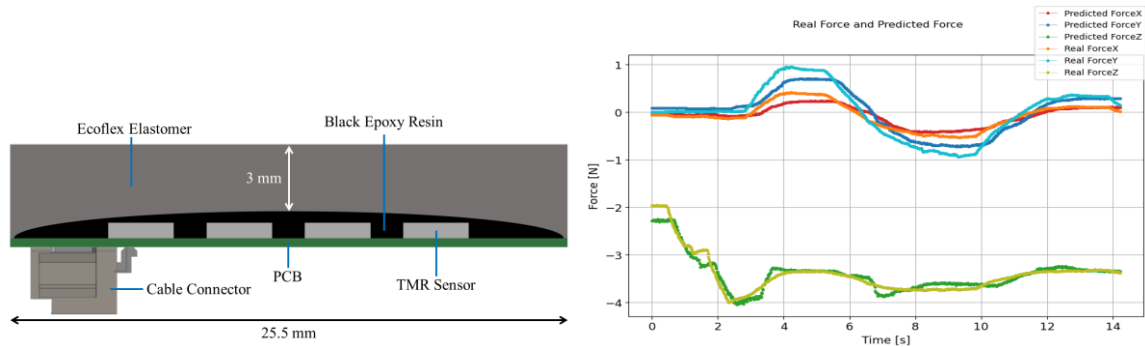 Ecoflex Elastomer
Black Epoxy Resin
3 mm
PCB
Cable Connector
TMR Sensor
25.5 mm
Real Force and Predicted Force
Predicted ForceX
Predicted ForceY
Predicted ForceZ
Real ForceX
Real ForceY
Real ForceZ
Force [N]
1
0
−1
−2
−3
−4
0 2 4 6 8 10 12 14
Time [s]